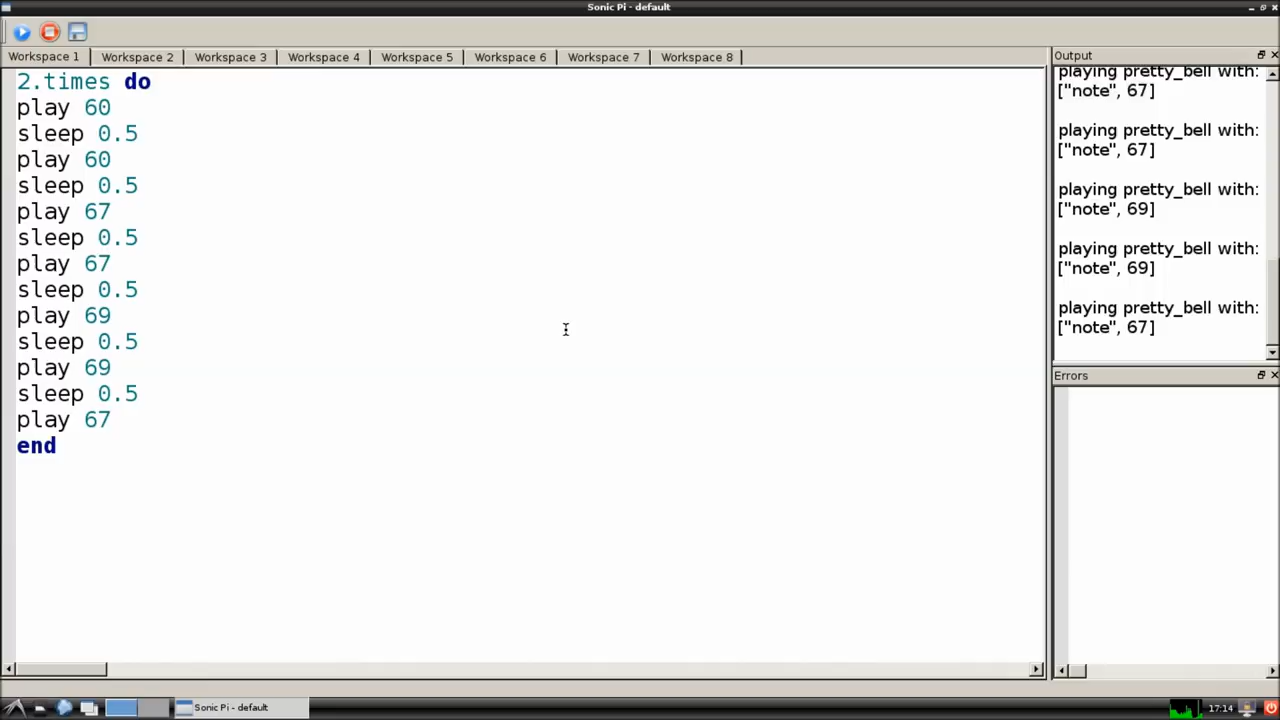 Sonic Pi - default
Workspace 1 Workspace 2 Workspace 3 Workspace 4 Workspace 5 Workspace 6 Workspace 7 Workspace 8
2.times do
play 60
sleep 0.5
play 60
sleep 0.5
play 67
sleep 0.5
play 67
sleep 0.5
play 69
sleep 0.5
play 69
sleep 0.5
play 67
end
Output
playing pretty_bell with:
["note", 67]
playing pretty_bell with:
["note", 67]
playing pretty_bell with:
["note", 69]
playing pretty_bell with:
["note", 69]
playing pretty_bell with:
["note", 67]
Errors
Sonic Pi - default
17:14